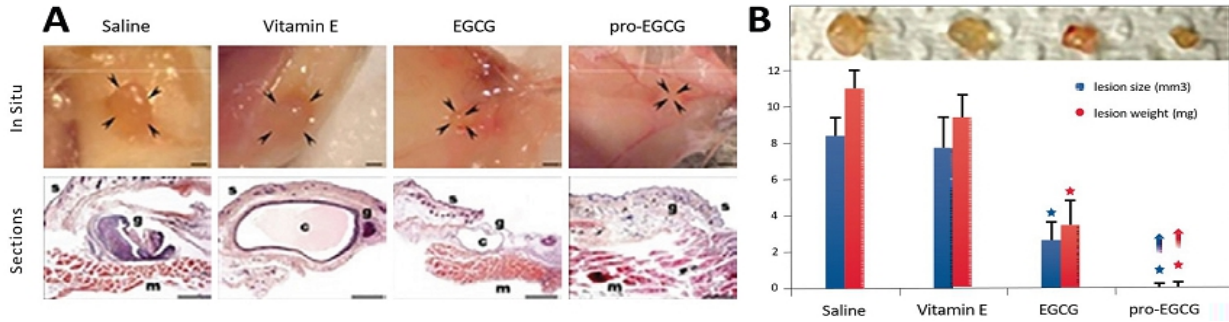 A
Saline
Vitamin E
EGCG
pro-EGCG
In Situ
Sections
s
g
m
s
g
c
s
g
c
m
s
g
m
B
12
10
8
6
4
2
0
lesion size (mm3)
lesion weight (mg)
Saline
Vitamin E
EGCG
pro-EGCG